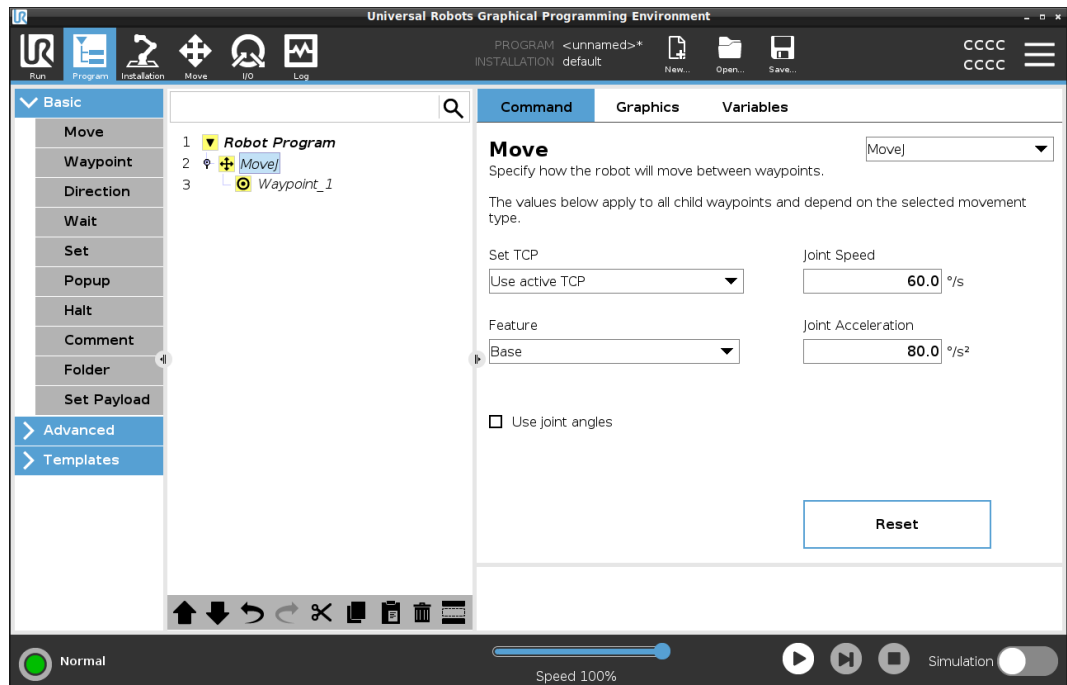 Universal Robots Graphical Programming Environment
PROGRAM <unnamed>*
INSTALLATION default
Run
Program
Installation
Move
I/O
Log
New...
Open...
Save...
CCCC
CCCC
Basic
Move
Waypoint
Direction
Wait
Set
Popup
Halt
Comment
Folder
Set Payload
Advanced
Templates
1 Robot Program
2 MoveJ
3 Waypoint_1
Command
Graphics
Variables
Move
MoveJ
Specify how the robot will move between waypoints.
The values below apply to all child waypoints and depend on the selected movement
type.
Set TCP
Joint Speed
Use active TCP
60.0 °/s
Feature
Joint Acceleration
Base
80.0 °/s²
Use joint angles
Reset
Normal
Speed 100%
Simulation